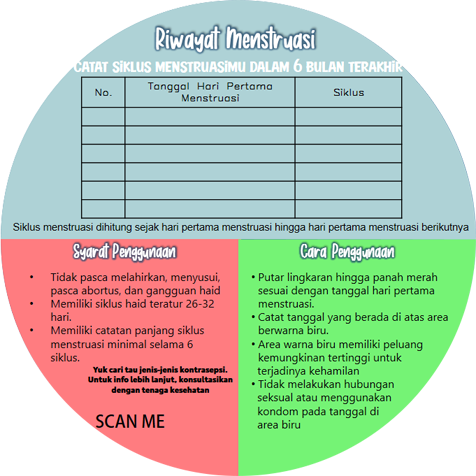 Riwayat Menstruasi
CATAT SIKLUS MENSTRUASIMU DALAM 6 BULAN TERAKHIR
No. Tanggal Hari Pertama Menstruasi Siklus
Siklus menstruasi dihitung sejak hari pertama menstruasi hingga hari pertama menstruasi berikutnya
Syarat Penggunaan
• Tidak pasca melahirkan, menyusui,
pasca abortus, dan gangguan haid
• Memiliki siklus haid teratur 26-32
hari.
• Memiliki catatan panjang siklus
menstruasi minimal selama 6
siklus.
Yuk cari tau jenis-jenis kontrasepsi.
Untuk info lebih lanjut, konsultasikan
dengan tenaga kesehatan
SCAN ME
Cara Penggunaan
• Putar lingkaran hingga panah merah
sesuai dengan tanggal hari pertama
menstruasi.
• Catat tanggal yang berada di atas area
berwarna biru.
• Area warna biru memiliki peluang
kemungkinan tertinggi untuk
terjadinya kehamilan
• Tidak melakukan hubungan
seksual atau menggunakan
kondom pada tanggal di
area biru